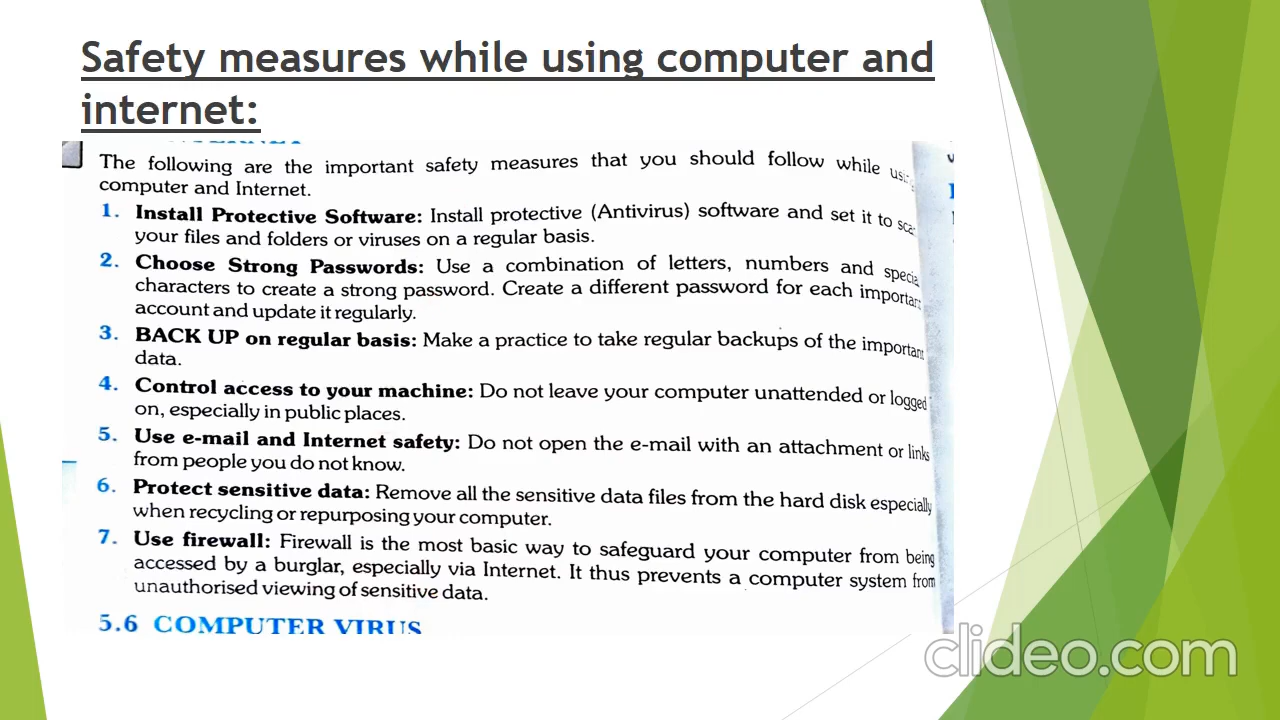 Safety measures while using computer and
internet:
The following are the important safety measures that you should follow while
computer and Internet.
1. Install Protective Software: Install protective (Antivirus) software and set it to
your files and folders or viruses on a regular basis.
2. Choose Strong Passwords: Use a combination of letters, numbers and
characters to create a strong password. Create a different password for each
account and update it regularly.
3. BACK UP on regular basis: Make a practice to take regular backups of the
data.
4. Control access to your machine: Do not leave your computer unattended or logged
on, especially in public places.
5. Use e-mail and Internet safety: Do not open the e-mail with an attachment or links
from people you do not know.
6. Protect sensitive data: Remove all the sensitive data files from the hard disk especially
when recycling or repurposing your computer.
7. Use firewall: Firewall is the most basic way to safeguard your computer from being
accessed by a burglar, especially via Internet. It thus prevents a computer system from
unauthorised viewing of sensitive data.
5.6 COMPUTER VIRUS
clideo.com